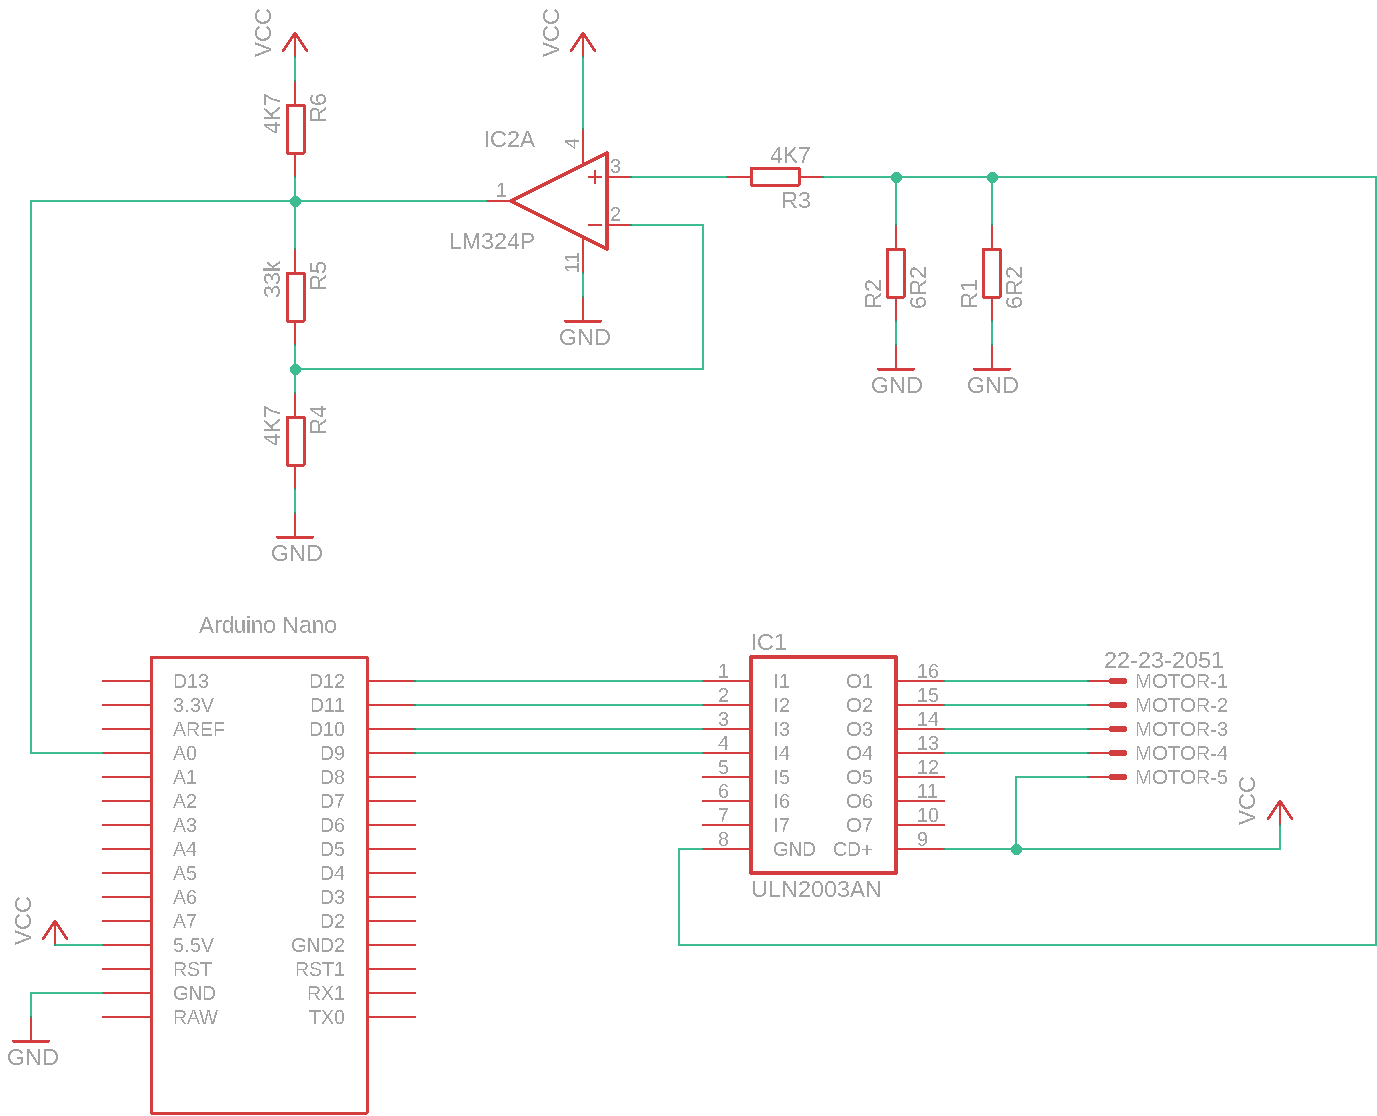 VCC
VCC
4K7
R6
IC2A
4
3
1
2
LM324P
11
GND
4K7
R3
33k
R5
R2
6R2
R1
6R2
GND
GND
4K7
R4
GND
Arduino Nano
D13 D12
3.3V D11
AREF D10
A0 D9
A1 D8
A2 D7
A3 D6
A4 D5
A5 D4
A6 D3
A7 D2
5.5V GND2
RST RST1
GND RX1
RAW TX0
VCC
GND
IC1
1 I1 O1 16
2 I2 O2 15
3 I3 O3 14
4 I4 O4 13
5 I5 O5 12
6 I6 O6 11
7 I7 O7 10
8 GND CD+ 9
ULN2003AN
22-23-2051
MOTOR-1
MOTOR-2
MOTOR-3
MOTOR-4
MOTOR-5
VCC